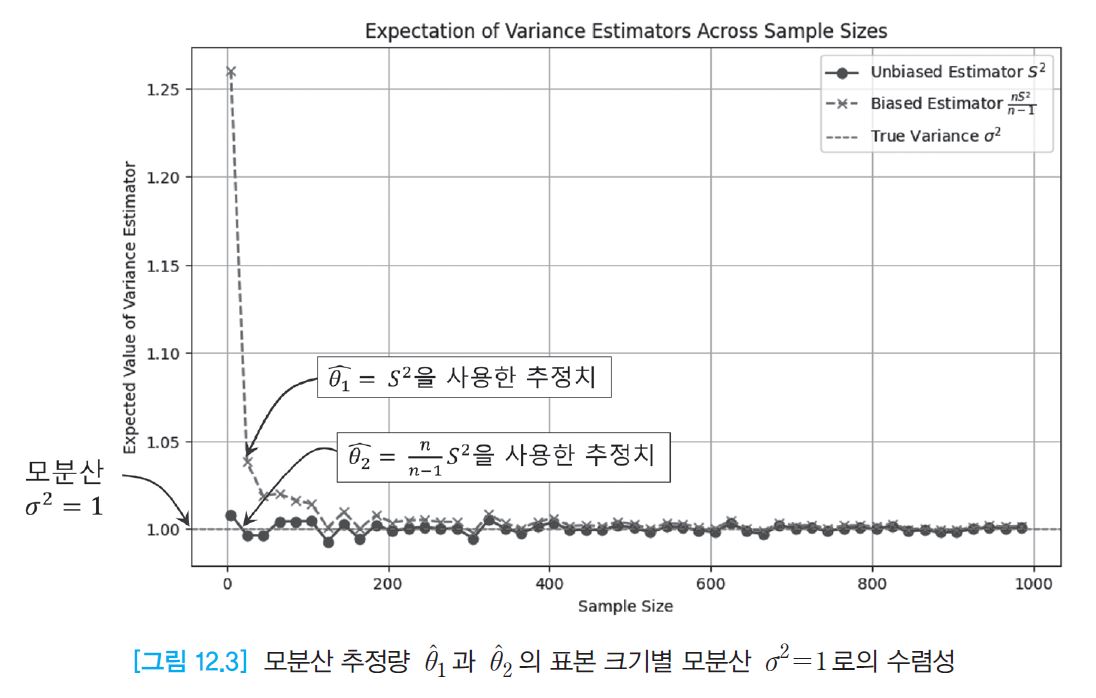 Expectation of Variance Estimators Across Sample Sizes
Unbiased Estimator S²
Biased Estimator nS²/n−1
True Variance σ²
Expected Value of Variance Estimator
1.25
1.20
1.15
1.10
1.05
1.00
θ̂₁ = S²을 사용한 추정치
θ̂₂ = n/n−1 S²을 사용한 추정치
모분산
σ² = 1
0 200 400 600 800 1000
Sample Size
[그림 12.3] 모분산 추정량 θ̂₁과 θ̂₂의 표본 크기별 모분산 σ²=1로의 수렴성